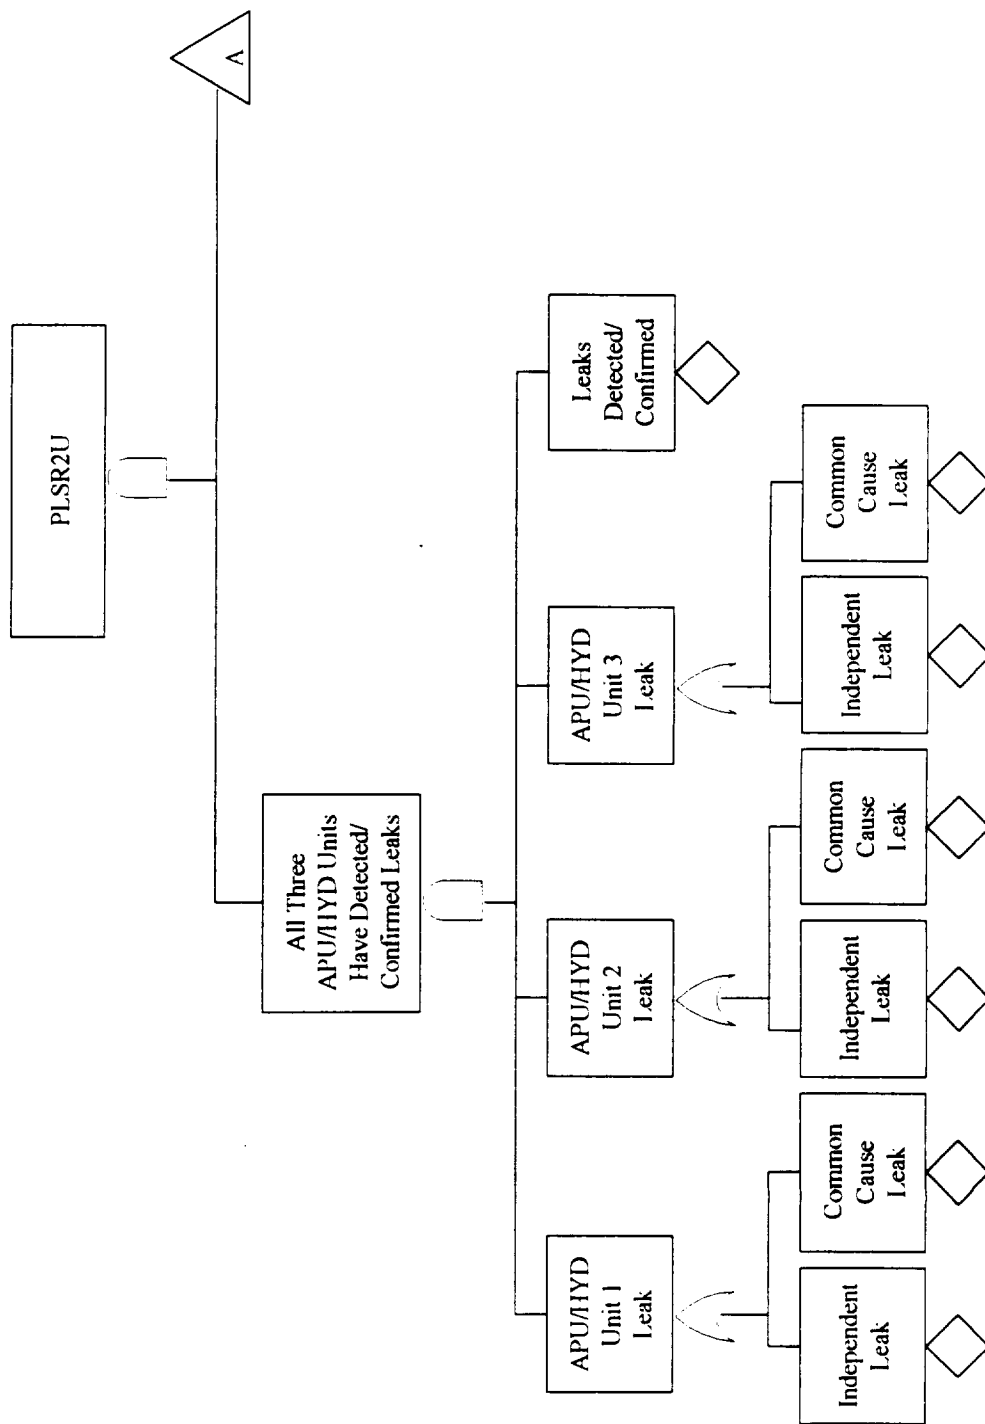 PLSR2U
A
All Three
APU/HYD Units
Have Detected/
Confirmed Leaks
APU/HYD
Unit 1
Leak
APU/HYD
Unit 2
Leak
APU/HYD
Unit 3
Leak
Leaks
Detected/
Confirmed
Independent
Leak
Common
Cause
Leak
Independent
Leak
Common
Cause
Leak
Independent
Leak
Common
Cause
Leak